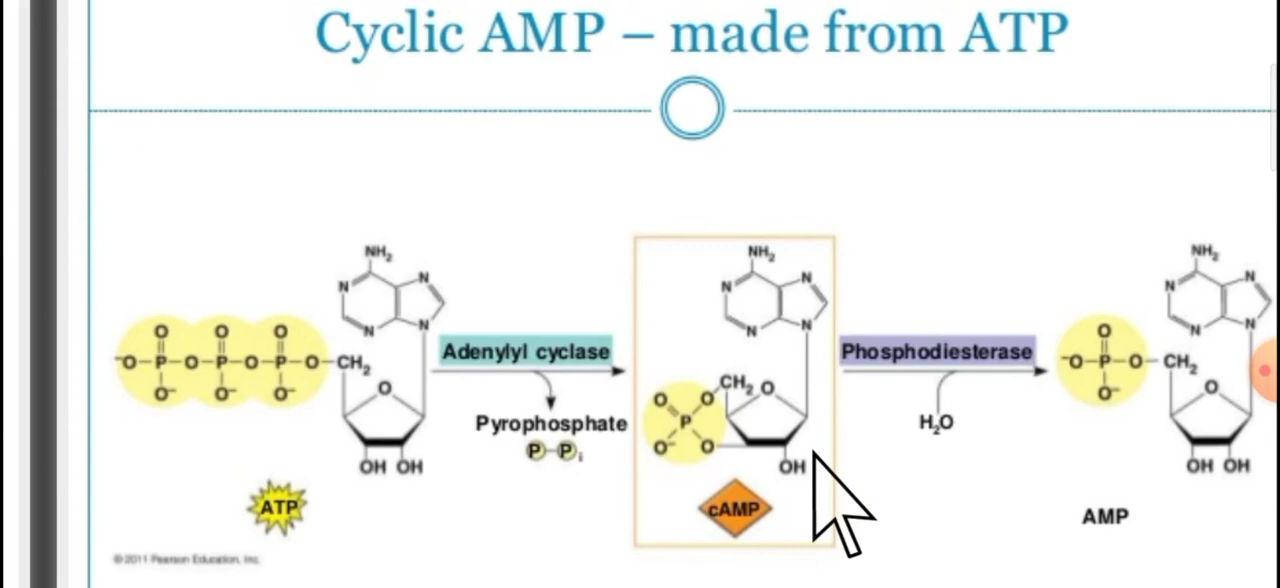 Cyclic AMP – made from ATP
NH₂
N
N
N
N
O
O
O
⁻O–P–O–P–O–P–O–CH₂
O⁻
O⁻
O⁻
O
OH OH
ATP
Adenylyl cyclase
Pyrophosphate
P–Pᵢ
NH₂
N
N
N
N
CH₂
O
O
O
P
O⁻
O
OH
cAMP
Phosphodiesterase
H₂O
NH₂
N
N
N
N
O
⁻O–P–O–CH₂
O⁻
O
OH OH
AMP
© 2011 Pearson Education, Inc.